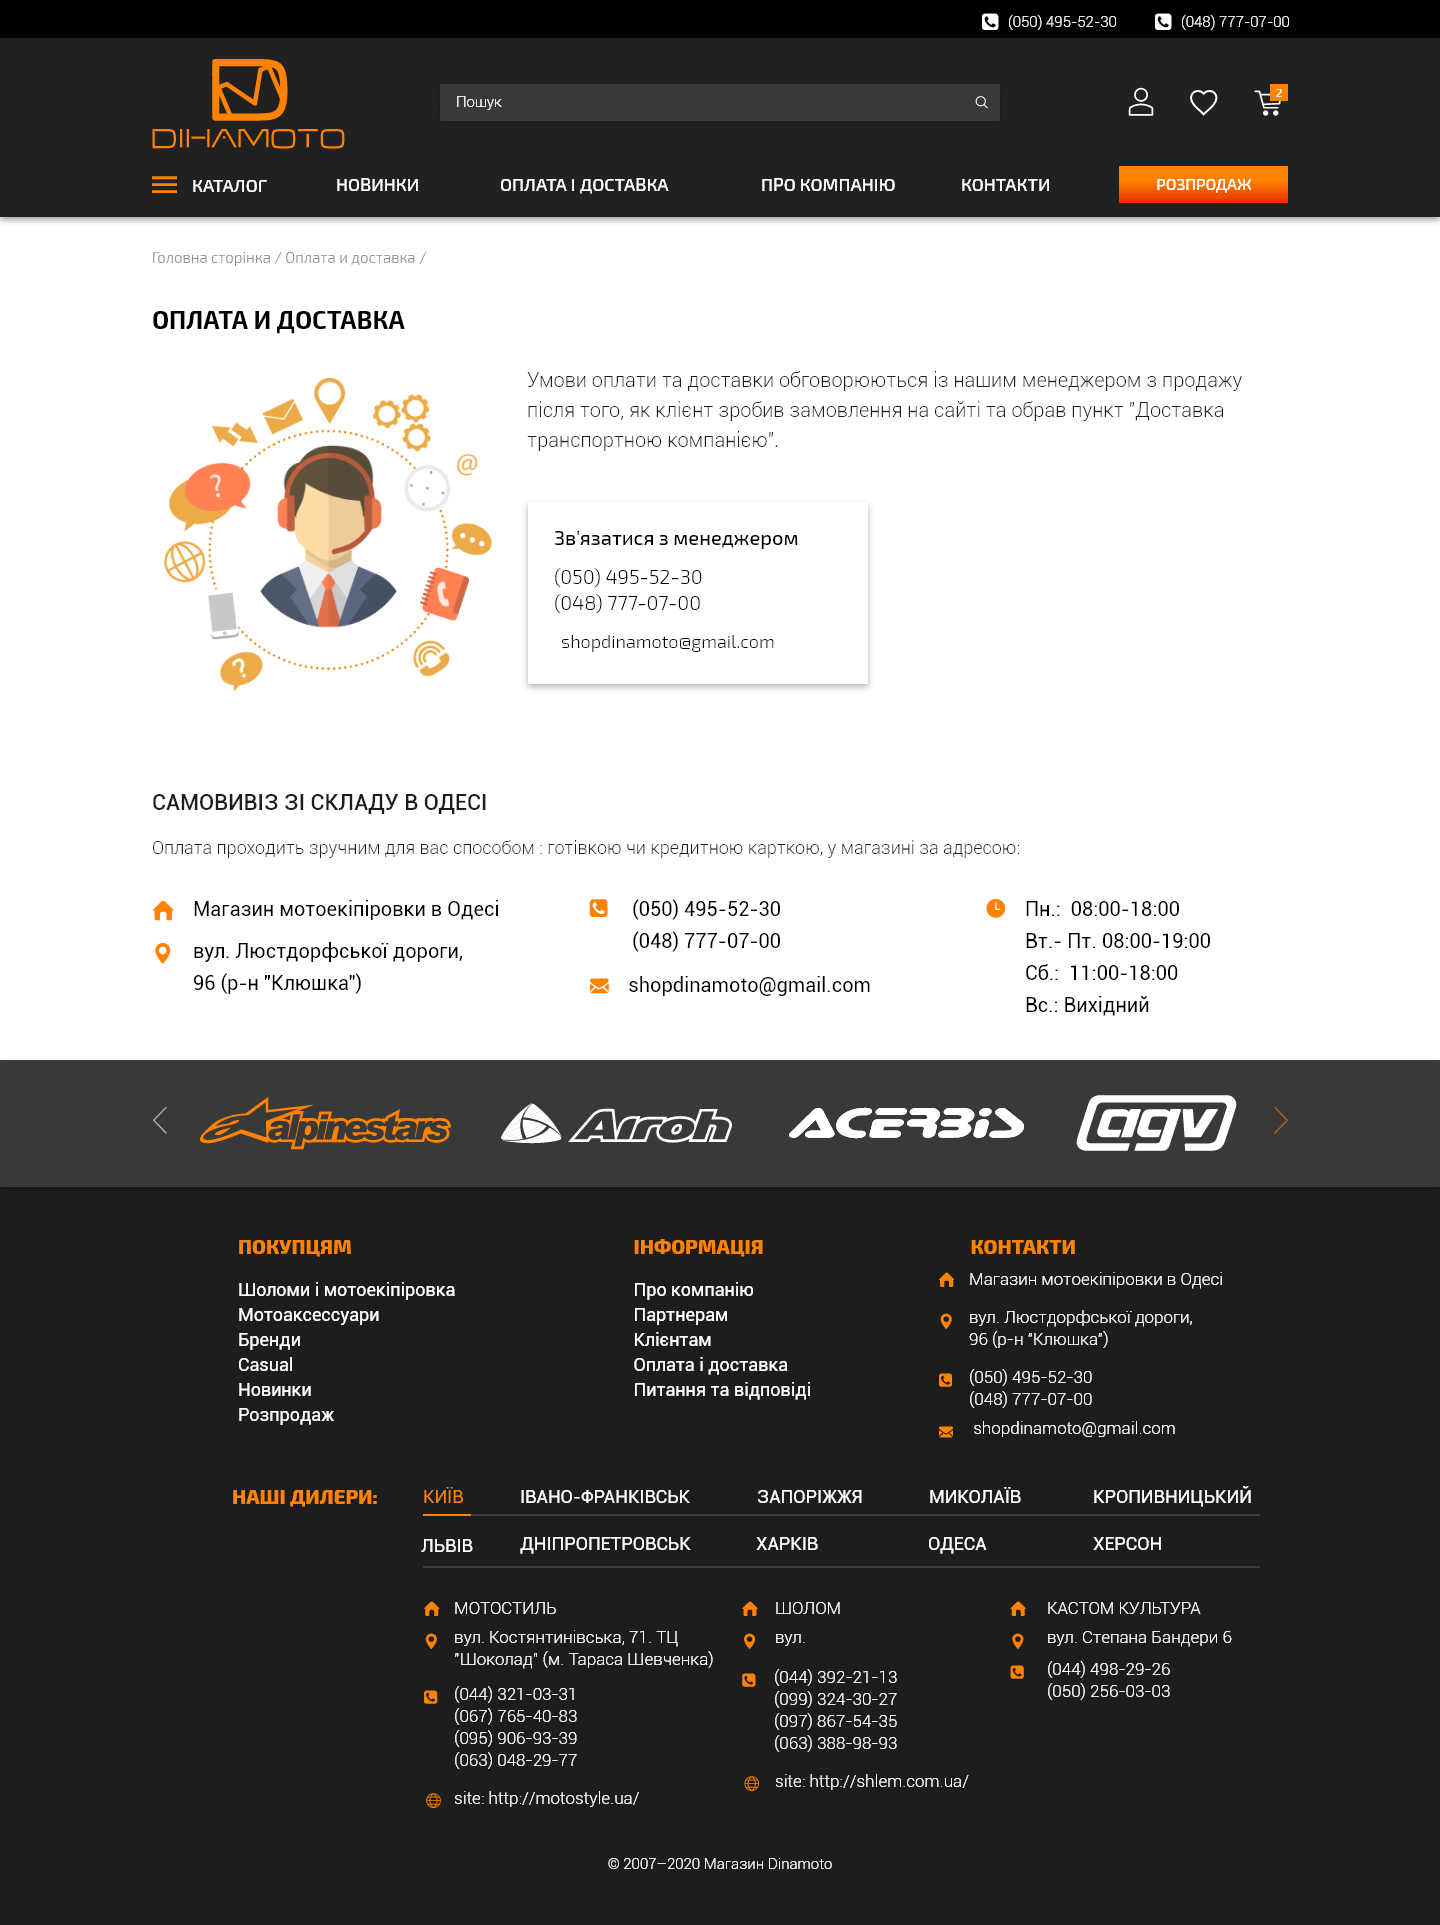 (050) 495-52-30 (048) 777-07-00
DIHAMOTO
Пошук
2
КАТАЛОГ НОВИНКИ ОПЛАТА І ДОСТАВКА ПРО КОМПАНІЮ КОНТАКТИ РОЗПРОДАЖ
Головна сторінка / Оплата и доставка /
ОПЛАТА И ДОСТАВКА
Умови оплати та доставки обговорюються із нашим менеджером з продажу
після того, як клієнт зробив замовлення на сайті та обрав пункт "Доставка
транспортною компанією".
@
?
?
Зв'язатися з менеджером
(050) 495-52-30
(048) 777-07-00
shopdinamoto@gmail.com
САМОВИВІЗ ЗІ СКЛАДУ В ОДЕСІ
Оплата проходить зручним для вас способом : готівкою чи кредитною карткою, у магазині за адресою:
Магазин мотоекіпіровки в Одесі
вул. Люстдорфської дороги,
96 (р-н "Клюшка")
(050) 495-52-30
(048) 777-07-00
shopdinamoto@gmail.com
Пн.: 08:00-18:00
Вт.- Пт. 08:00-19:00
Сб.: 11:00-18:00
Вс.: Вихідний
alpinestars Airoh ACERBIS agv
ПОКУПЦЯМ
Шоломи і мотоекіпіровка
Мотоаксессуари
Бренди
Casual
Новинки
Розпродаж
ІНФОРМАЦІЯ
Про компанію
Партнерам
Клієнтам
Оплата і доставка
Питання та відповіді
КОНТАКТИ
Магазин мотоекіпіровки в Одесі
вул. Люстдорфської дороги,
96 (р-н "Клюшка")
(050) 495-52-30
(048) 777-07-00
shopdinamoto@gmail.com
НАШІ ДИЛЕРИ:
КИЇВ ІВАНО-ФРАНКІВСЬК ЗАПОРІЖЖЯ МИКОЛАЇВ КРОПИВНИЦЬКИЙ
ЛЬВІВ ДНІПРОПЕТРОВСЬК ХАРКІВ ОДЕСА ХЕРСОН
МОТОСТИЛЬ
вул. Костянтинівська, 71. ТЦ
"Шоколад" (м. Тараса Шевченка)
(044) 321-03-31
(067) 765-40-83
(095) 906-93-39
(063) 048-29-77
site: http://motostyle.ua/
ШОЛОМ
вул.
(044) 392-21-13
(099) 324-30-27
(097) 867-54-35
(063) 388-98-93
site: http://shlem.com.ua/
КАСТОМ КУЛЬТУРА
вул. Степана Бандери 6
(044) 498-29-26
(050) 256-03-03
© 2007–2020 Магазин Dinamoto